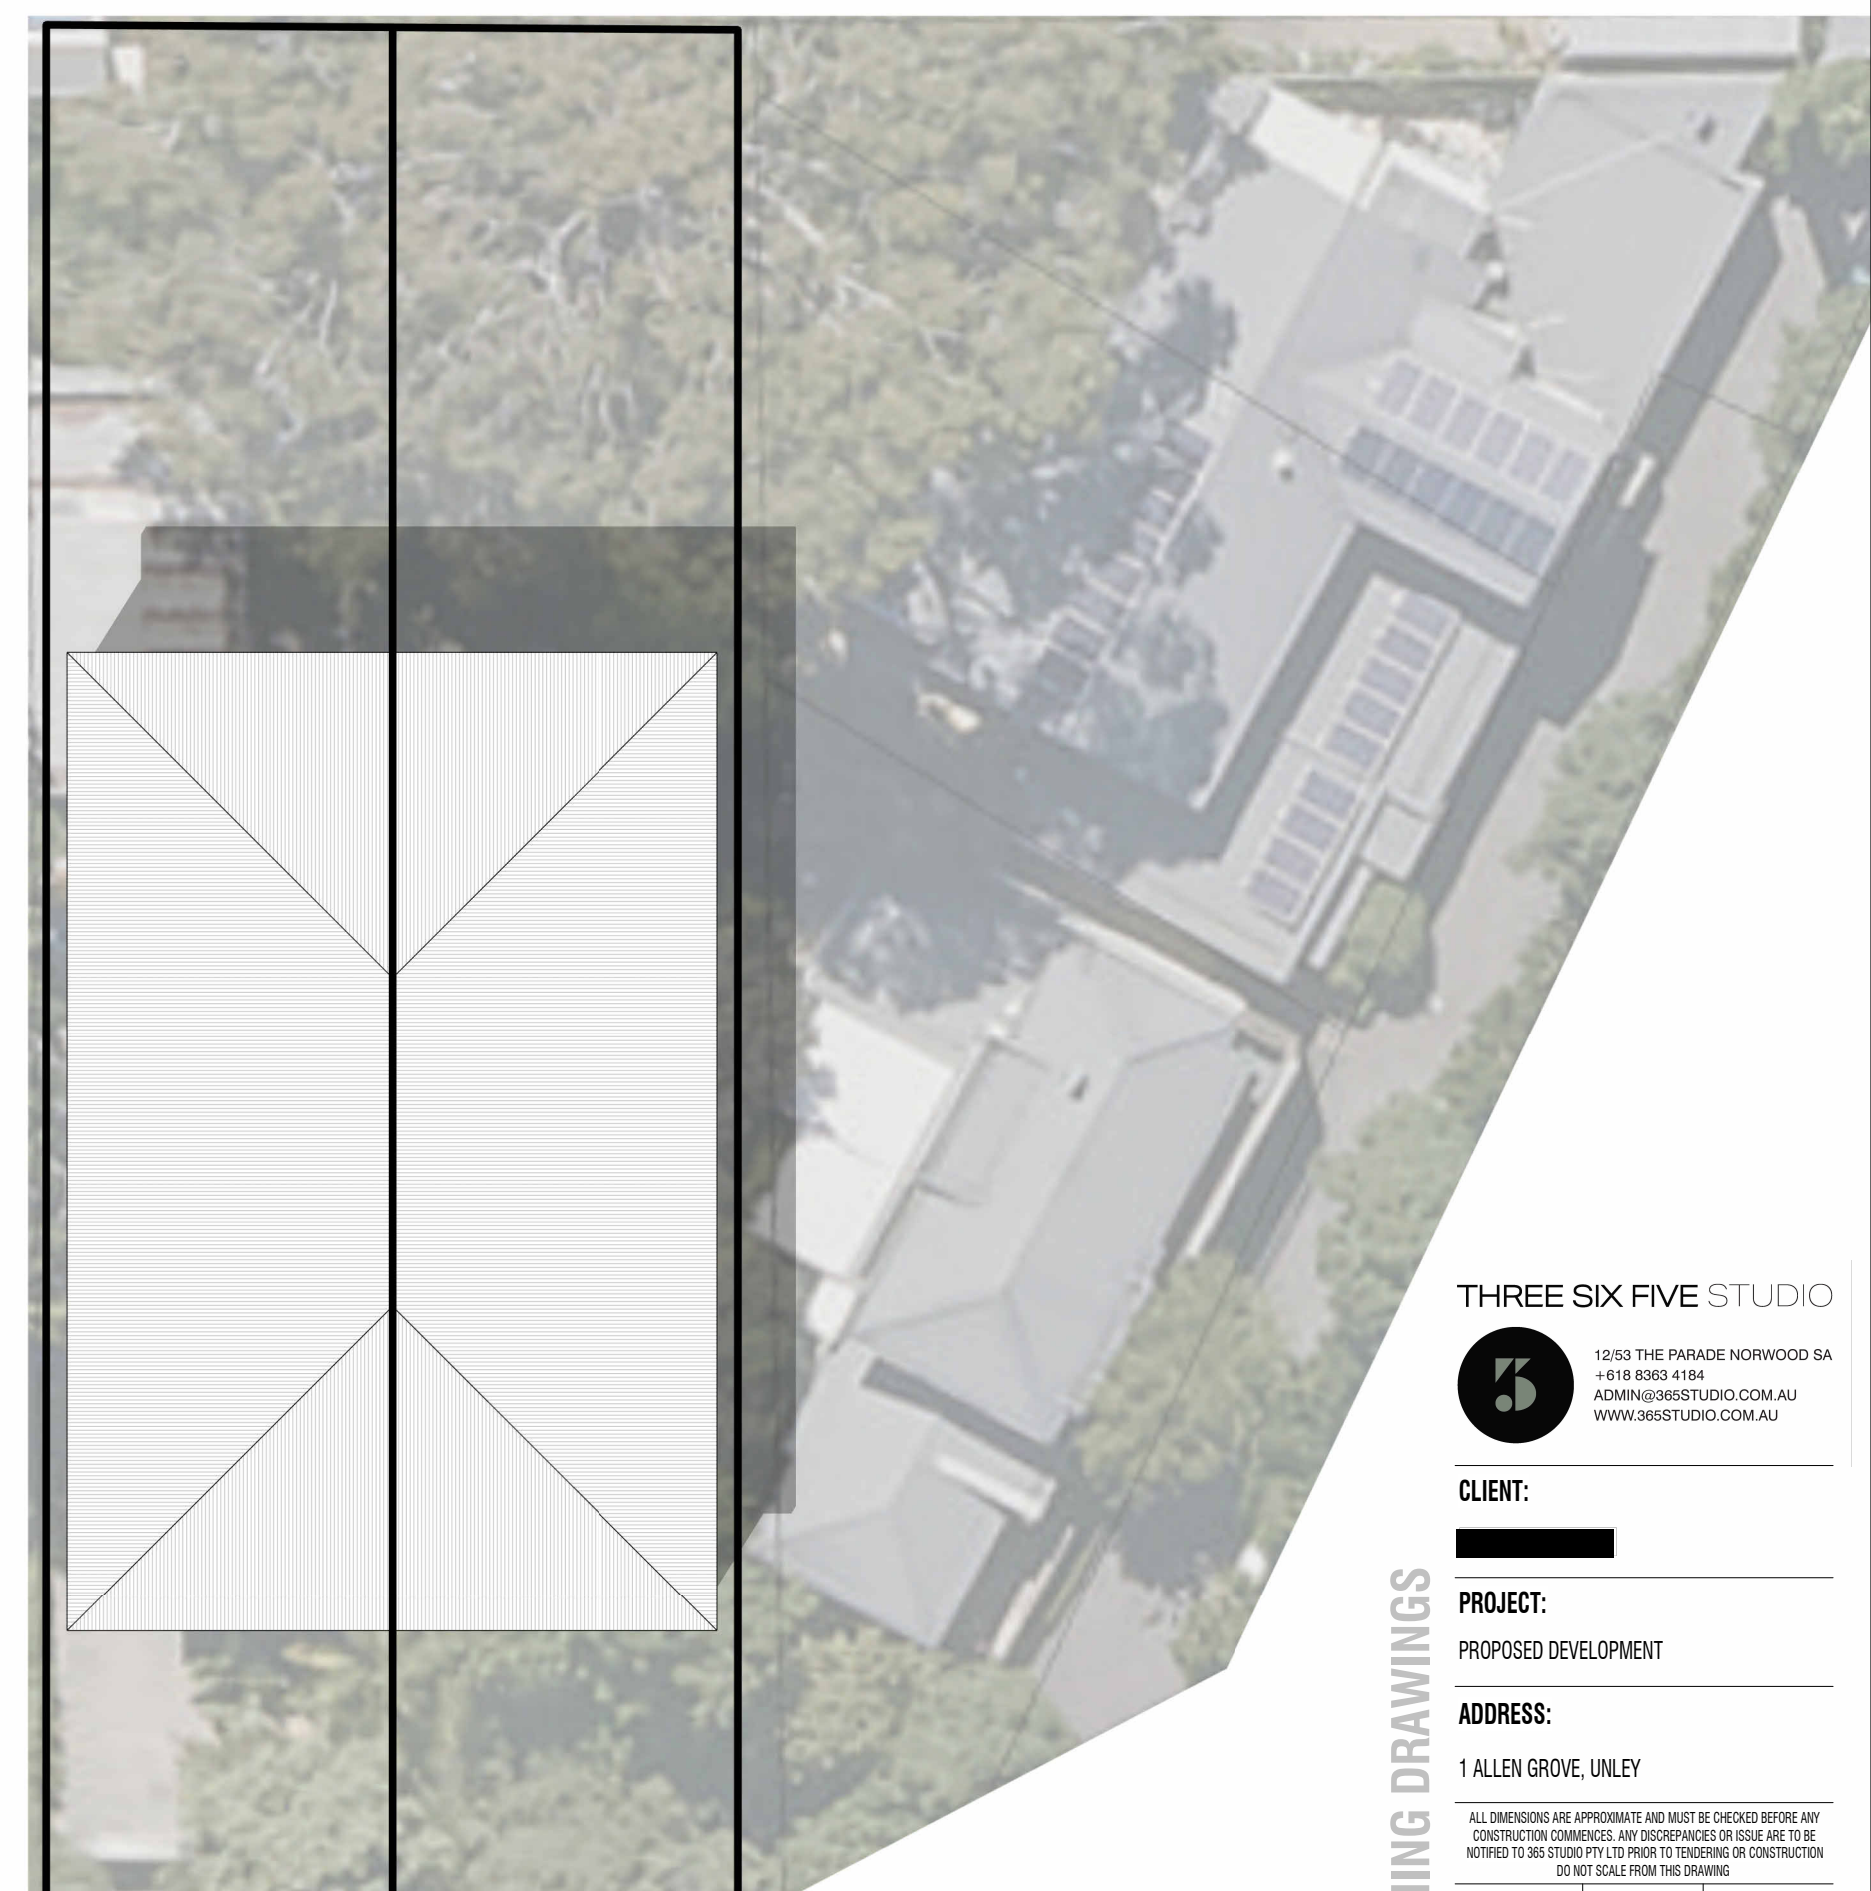 THREE SIX FIVE STUDIO
12/53 THE PARADE NORWOOD SA
+618 8363 4184
ADMIN@365STUDIO.COM.AU
WWW.365STUDIO.COM.AU
CLIENT:
PROJECT:
PROPOSED DEVELOPMENT
ADDRESS:
1 ALLEN GROVE, UNLEY
ALL DIMENSIONS ARE APPROXIMATE AND MUST BE CHECKED BEFORE ANY
CONSTRUCTION COMMENCES. ANY DISCREPANCIES OR ISSUE ARE TO BE
NOTIFIED TO 365 STUDIO PTY LTD PRIOR TO TENDERING OR CONSTRUCTION
DO NOT SCALE FROM THIS DRAWING
DRAWINGS